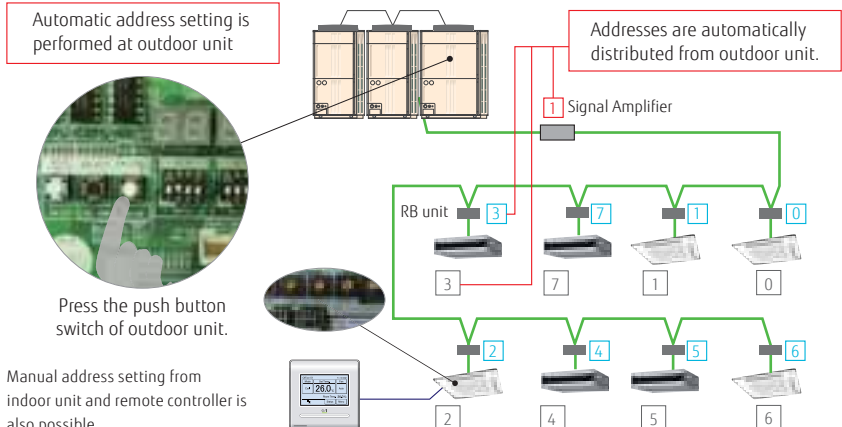 Automatic address setting is
performed at outdoor unit
Addresses are automatically
distributed from outdoor unit.
1 Signal Amplifier
RB unit 3 7 1 0
3 7 1 0
Press the push button
switch of outdoor unit.
2 4 5 6
Manual address setting from
indoor unit and remote controller is
also possible
26.0
2 4 5 6